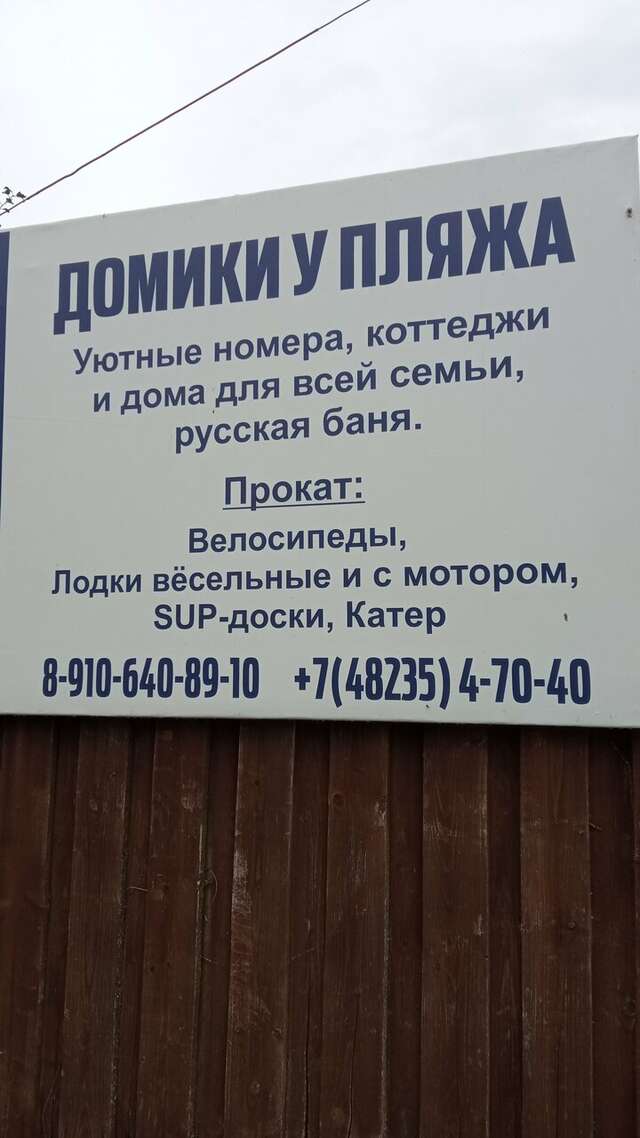 ДОМИКИ У ПЛЯЖА
Уютные номера, коттеджи
и дома для всей семьи,
русская баня.
Прокат:
Велосипеды,
Лодки вёсельные и с мотором,
SUP-доски, Катер
8-910-640-89-10 +7(48235) 4-70-40